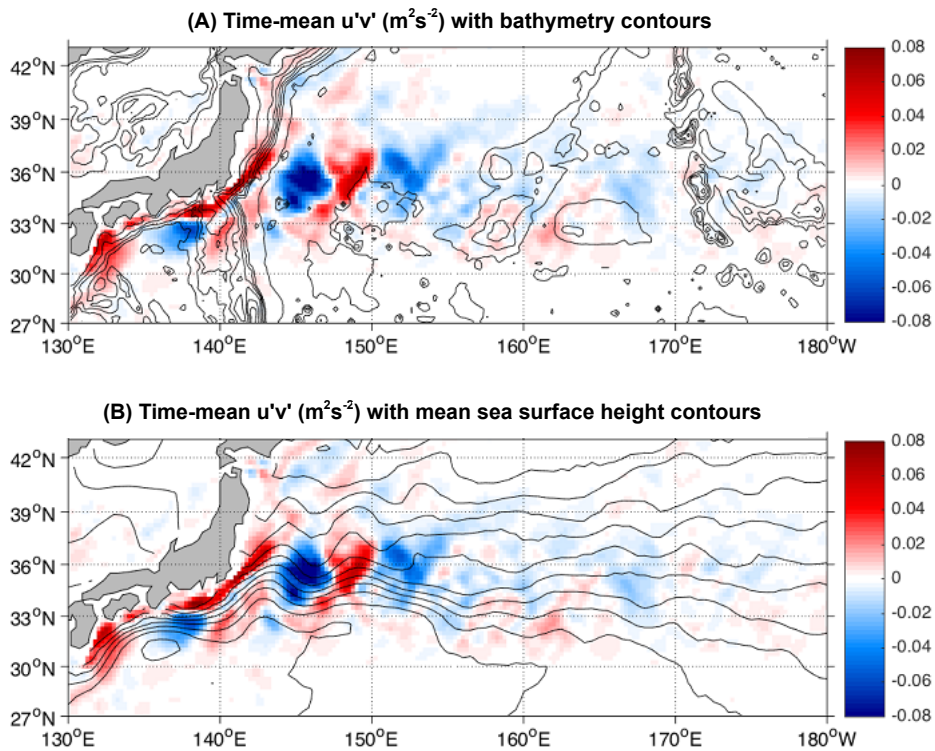 (A) Time-mean u'v' (m²s⁻²) with bathymetry contours
42°N
39°N
36°N
33°N
30°N
27°N
130°E 140°E 150°E 160°E 170°E 180°W
0.08
0.06
0.04
0.02
0
-0.02
-0.04
-0.06
-0.08
(B) Time-mean u'v' (m²s⁻²) with mean sea surface height contours
42°N
39°N
36°N
33°N
30°N
27°N
130°E 140°E 150°E 160°E 170°E 180°W
0.08
0.06
0.04
0.02
0
-0.02
-0.04
-0.06
-0.08